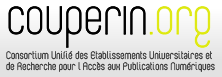 couperin.org
Consortium Unifié des Etablissements Universitaires et
de Recherche pour l'Accès aux Publications Numériques